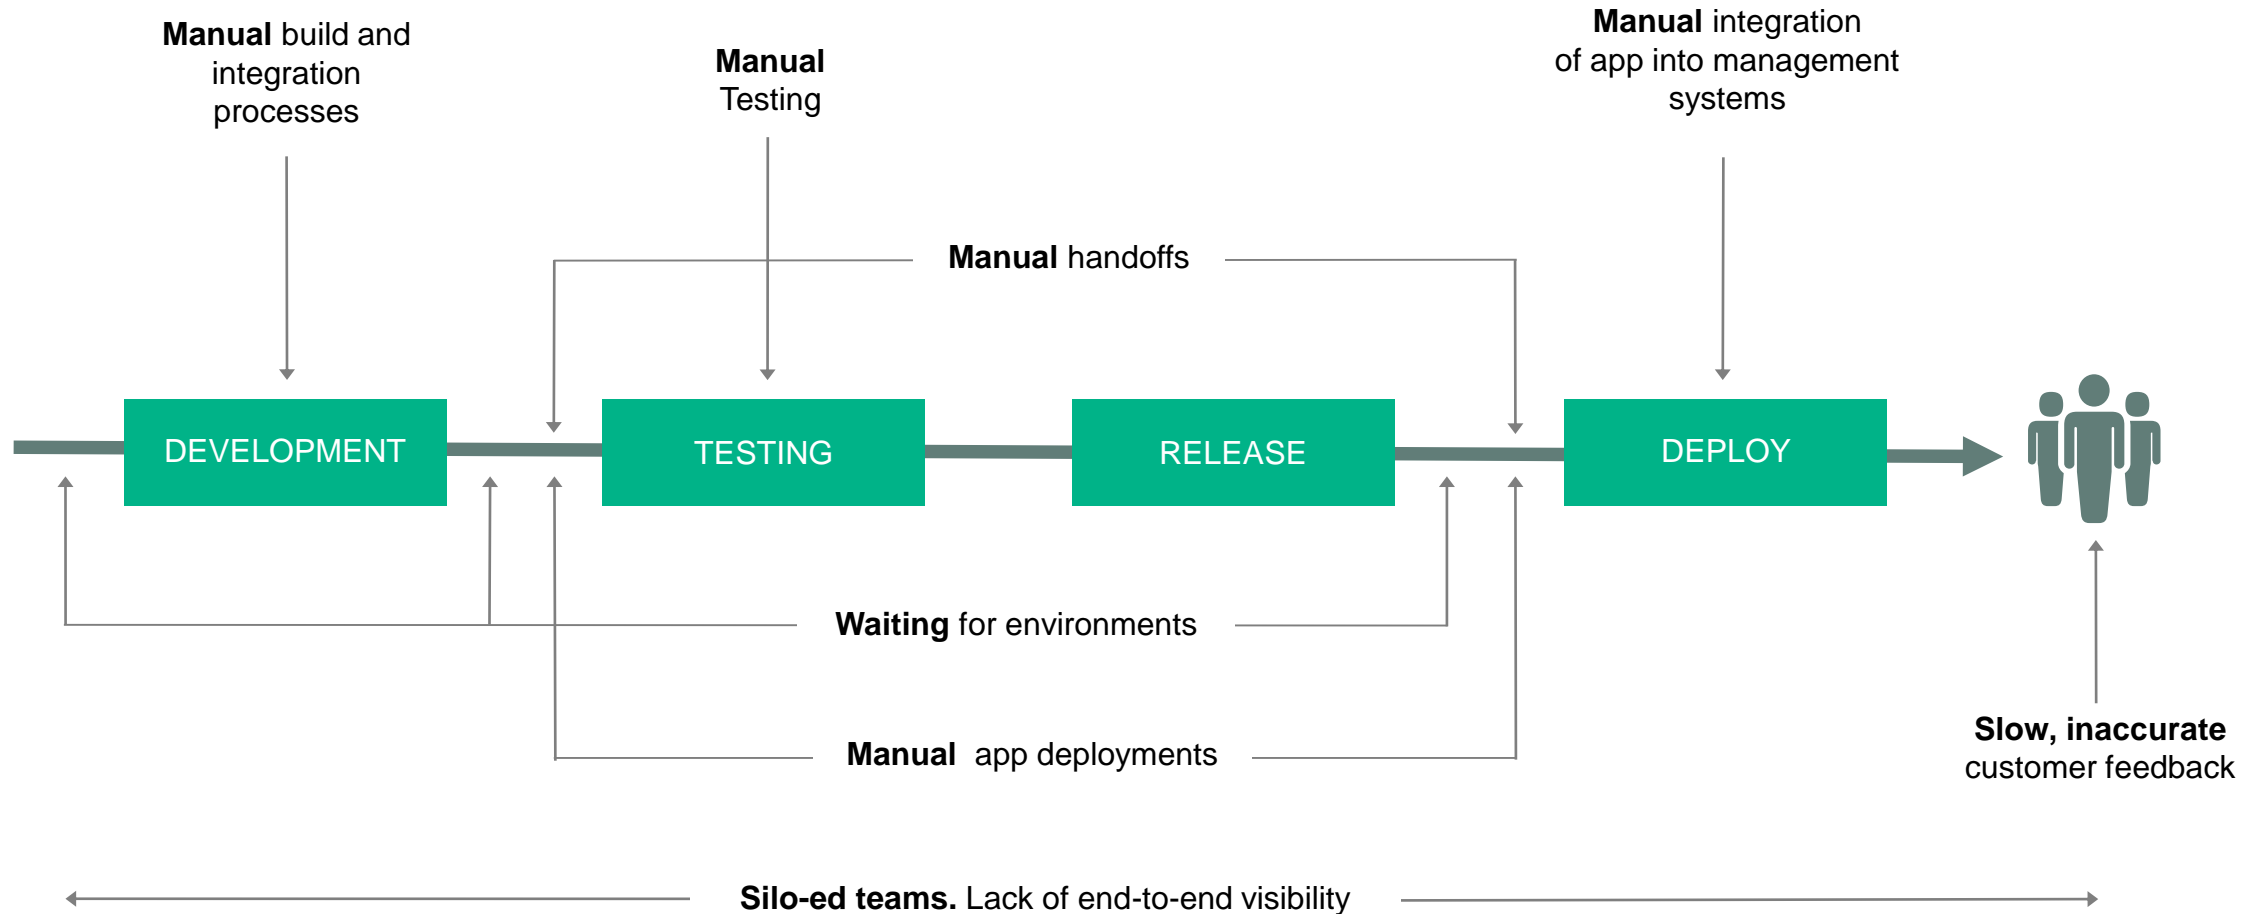 Manual build and
integration
processes
Manual
Testing
Manual integration
of app into management
systems
Manual handoffs
DEVELOPMENT
TESTING
RELEASE
DEPLOY
Waiting for environments
Manual app deployments
Slow, inaccurate
customer feedback
Silo-ed teams. Lack of end-to-end visibility